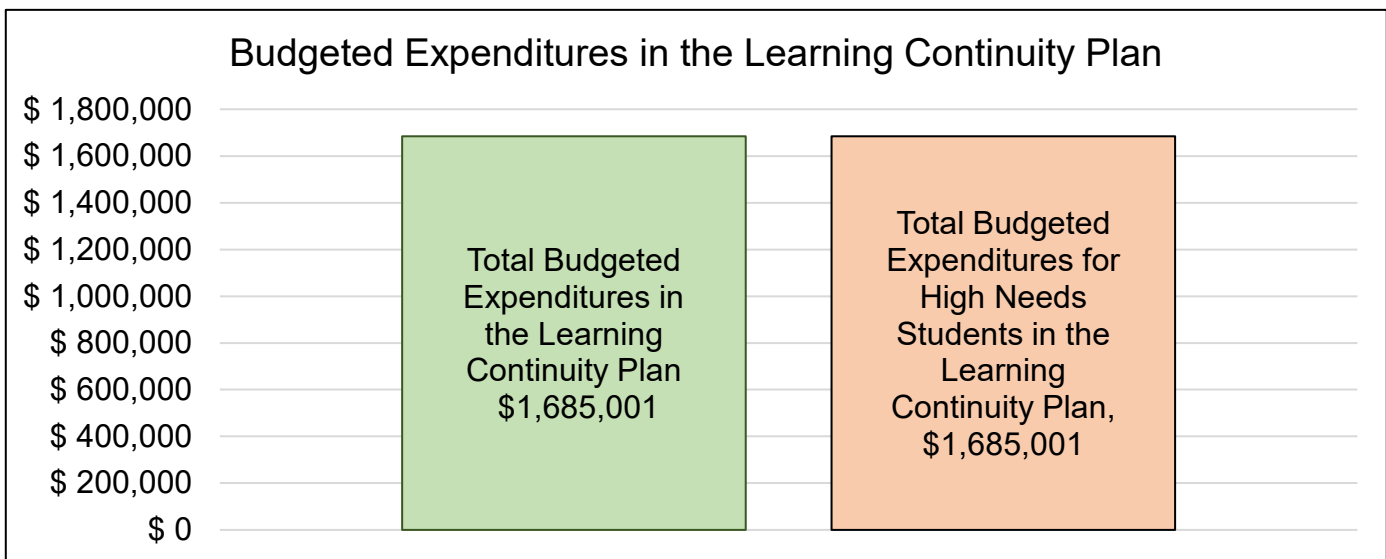 Budgeted Expenditures in the Learning Continuity Plan
$ 1,800,000
$ 1,600,000
$ 1,400,000
$ 1,200,000
$ 1,000,000
$ 800,000
$ 600,000
$ 400,000
$ 200,000
$ 0
Total Budgeted
Expenditures in
the Learning
Continuity Plan
$1,685,001
Total Budgeted
Expenditures for
High Needs
Students in the
Learning
Continuity Plan,
$1,685,001